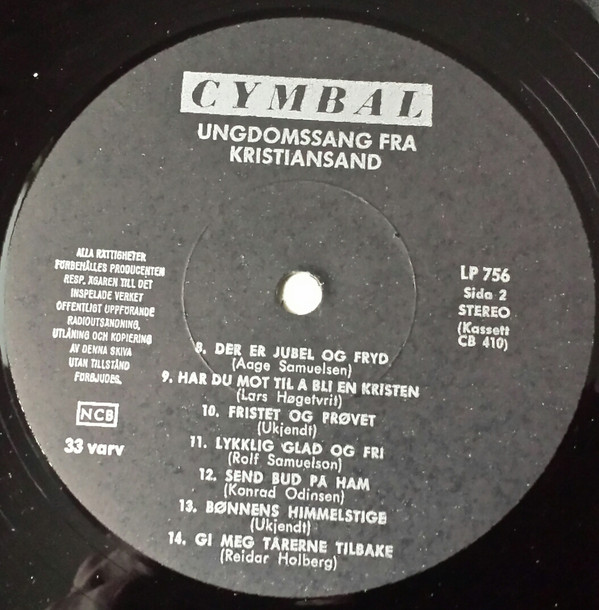 CYMBAL
UNGDOMSSANG FRA
KRISTIANSAND
ALLA RÄTTIGHETER
FÖRBEHÅLLES PRODUCENTEN
RESP. ÄGAREN TILL DET
INSPELADE VERKET
OFFENTLIGT UPPFÖRANDE
RADIOUTSÄNDNING,
UTLÅNING OCH KOPIERING
AV DENNA SKIVA
UTAN TILLSTÅND
FÖRBJUDES.
NCB
33 varv
LP 756
Sida 2
STEREO
(Kassett
CB 410)
8. DER ER JUBEL OG FRYD
(Aage Samuelsen)
9. HAR DU MOT TIL Å BLI EN KRISTEN
(Lars Høgetvrit)
10. FRISTET OG PRØVET
(Ukjendt)
11. LYKKLIG GLAD OG FRI
(Rolf Samuelson)
12. SEND BUD PÅ HAM
(Konrad Odinsen)
13. BØNNENS HIMMELSTIGE
(Ukjendt)
14. GI MEG TÅRERNE TILBAKE
(Reidar Holberg)